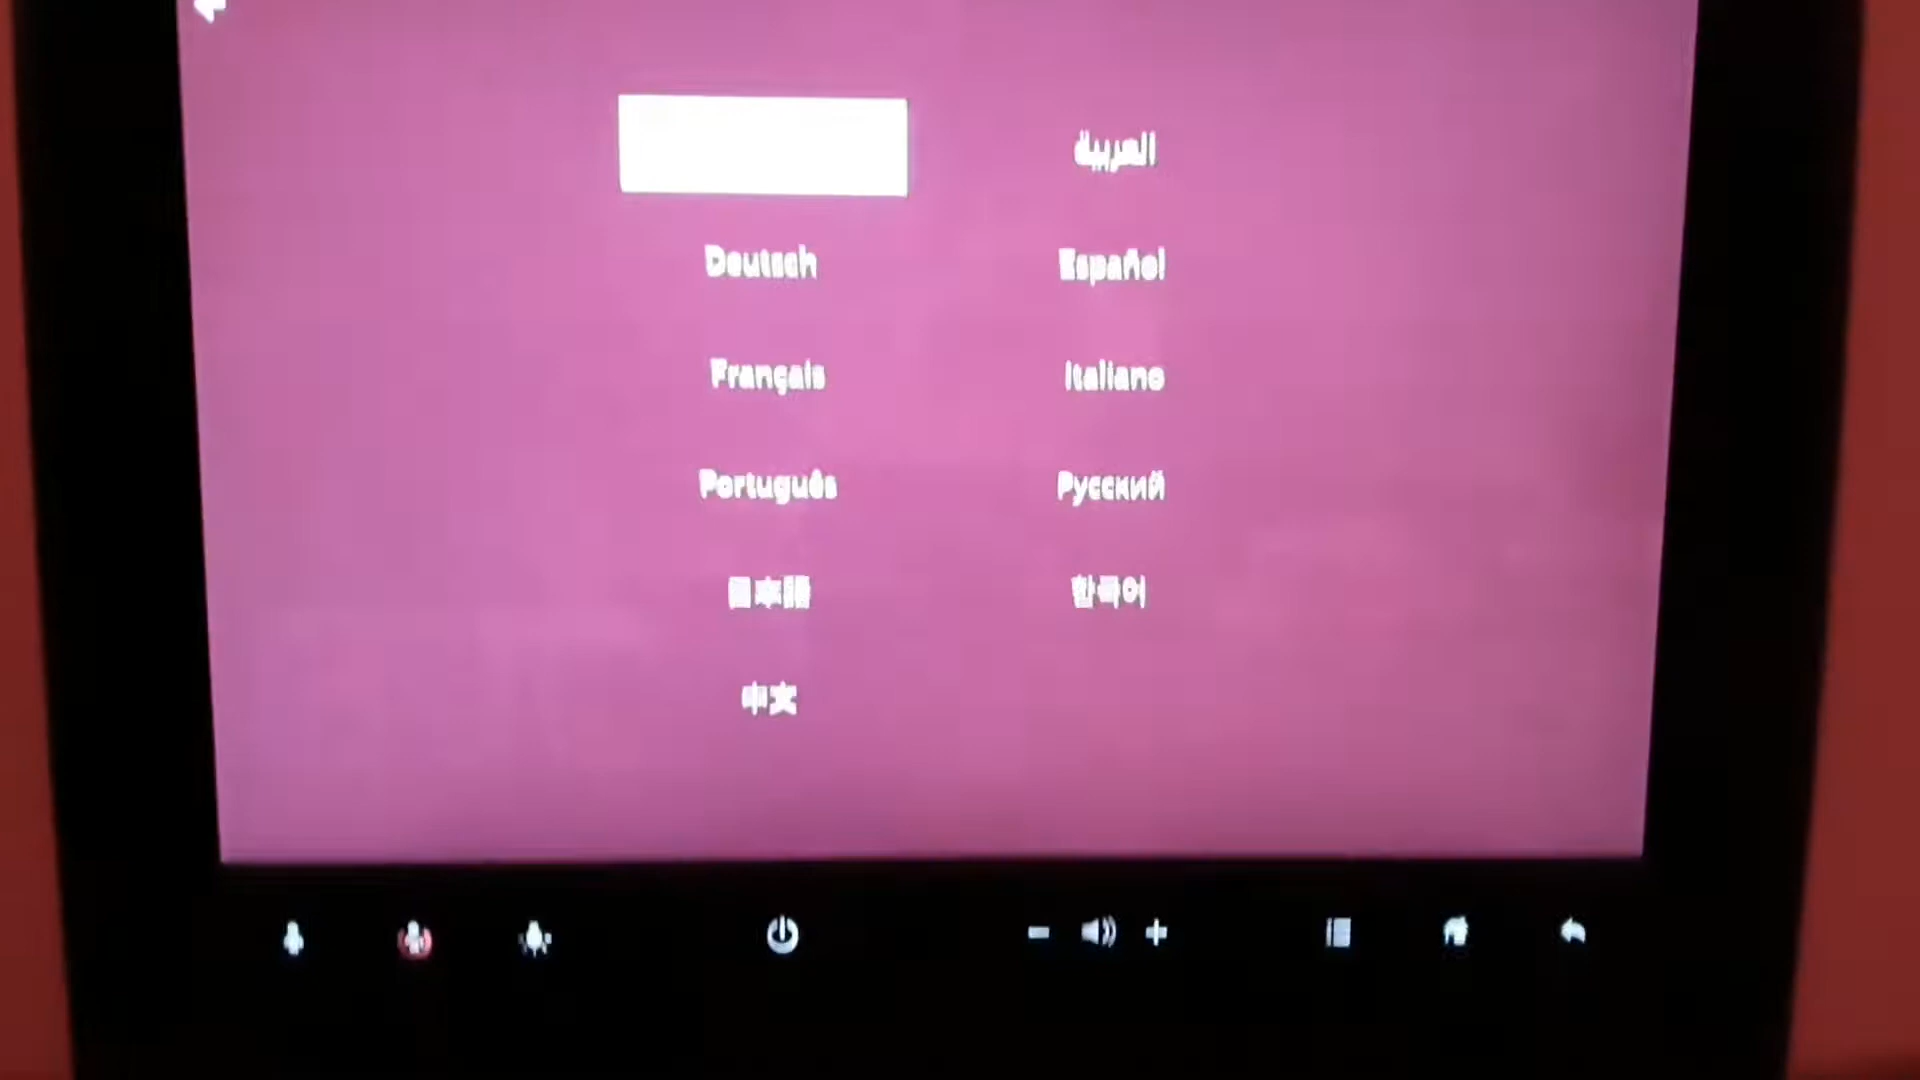 العربية
Deutsch
Español
Français
Italiano
Português
Русский
日本語
한국어
中文